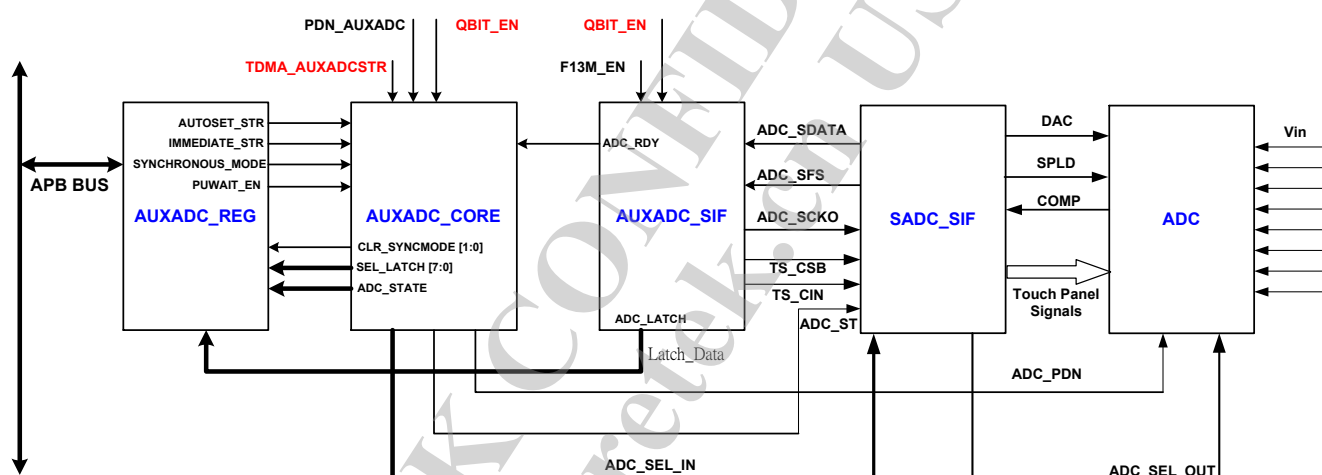 PDN_AUXADC
QBIT_EN
QBIT_EN
TDMA_AUXADCSTR
F13M_EN
APB BUS
AUTOSET_STR
IMMEDIATE_STR
SYNCHRONOUS_MODE
PUWAIT_EN
AUXADC_REG
AUXADC_CORE
CLR_SYNCMODE [1:0]
SEL_LATCH [7:0]
ADC_STATE
ADC_RDY
AUXADC_SIF
ADC_LATCH
Latch_Data
ADC_SDATA
ADC_SFS
ADC_SCKO
TS_CSB
TS_CIN
ADC_ST
SADC_SIF
DAC
SPLD
COMP
Touch Panel
Signals
ADC
Vin
ADC_PDN
ADC_SEL_IN
ADC_SEL_OUT
K CONFID